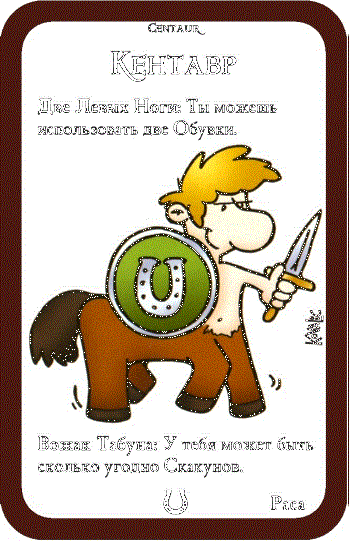 Centaur
Кентавр
Две Левых Ноги: Ты можешь
использовать две Обувки.
Вожак Табуна: У тебя может быть
сколько угодно Скакунов.
Раса